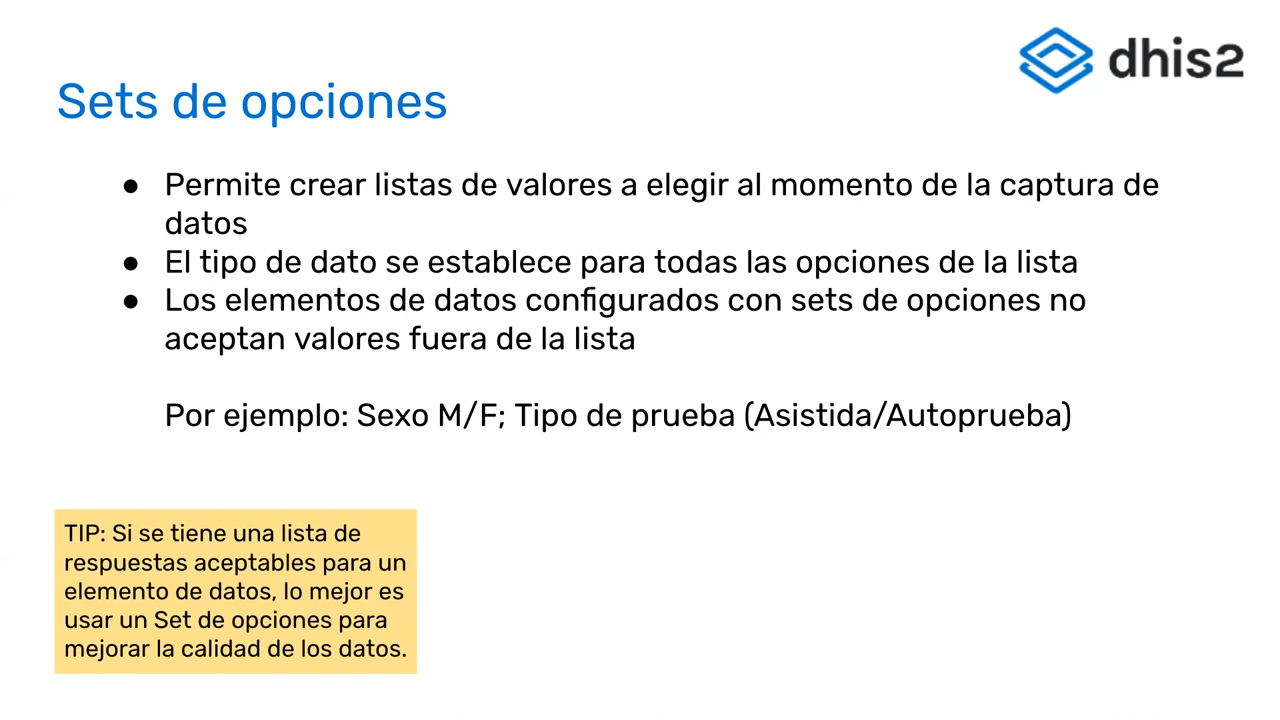 dhis2
Sets de opciones
● Permite crear listas de valores a elegir al momento de la captura de
datos
● El tipo de dato se establece para todas las opciones de la lista
● Los elementos de datos configurados con sets de opciones no
aceptan valores fuera de la lista
Por ejemplo: Sexo M/F; Tipo de prueba (Asistida/Autoprueba)
TIP: Si se tiene una lista de
respuestas aceptables para un
elemento de datos, lo mejor es
usar un Set de opciones para
mejorar la calidad de los datos.